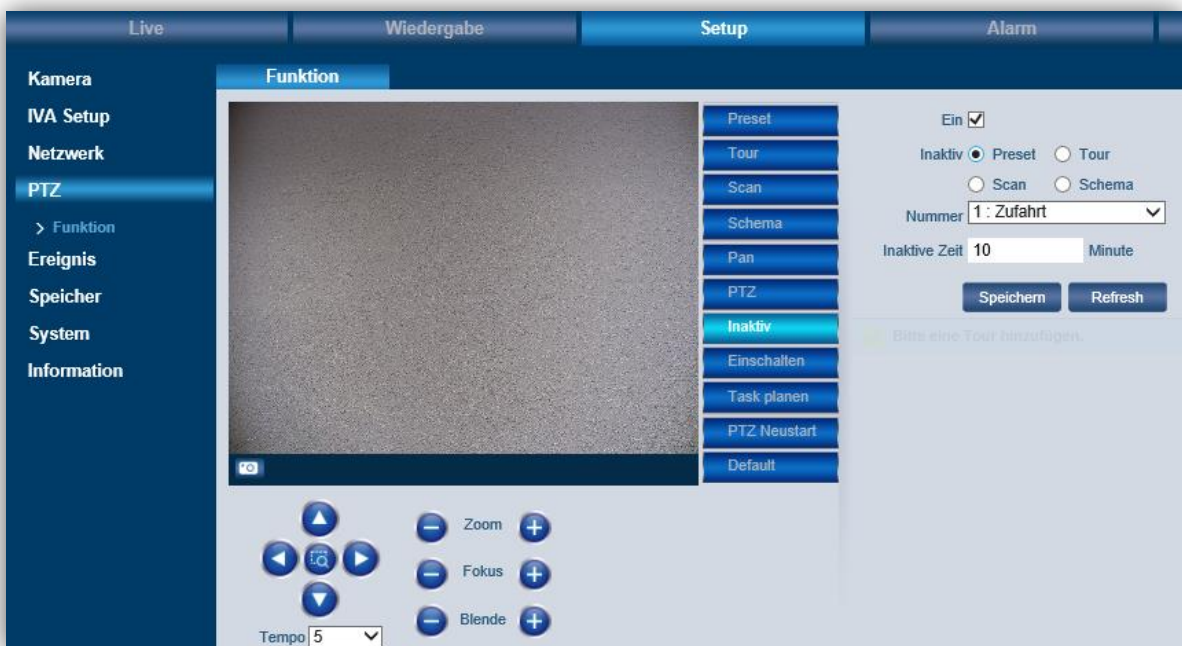 Live
Wiedergabe
Setup
Alarm
Kamera
IVA Setup
Netzwerk
PTZ
> Funktion
Ereignis
Speicher
System
Information
Funktion
Preset
Tour
Scan
Schema
Pan
PTZ
Inaktiv
Einschalten
Task planen
PTZ Neustart
Default
Ein
Inaktiv Preset Tour
Scan Schema
Nummer 1 : Zufahrt
Inaktive Zeit 10 Minute
Speichern Refresh
Bitte eine Tour hinzufügen.
Zoom
Fokus
Blende
Tempo 5